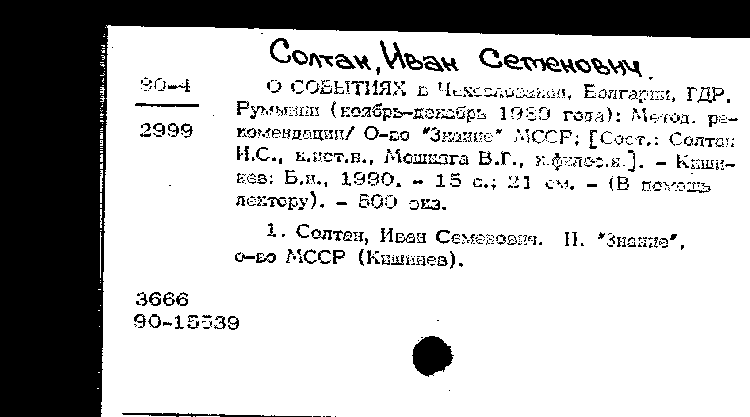 Солтан, Иван Семенович.
90-4
2999
О СОБЫТИЯХ в Чехословакии, Болгарии, ГДР,
Румынии (ноябрь-декабрь 1989 года): Метод. ре-
комендации/ О-во "Знание" МССР; [Сост.: Солтан
И.С., к.ист.н., Мошняга В.Г., к.филос.н.]. - Киши-
нев: Б.и., 1990. - 15 с.; 21 см. - (В помощь
лектору). - 500 экз.
1. Солтан, Иван Семенович. II. "Знание",
о-во МССР (Кишинев).
3666
90-15539